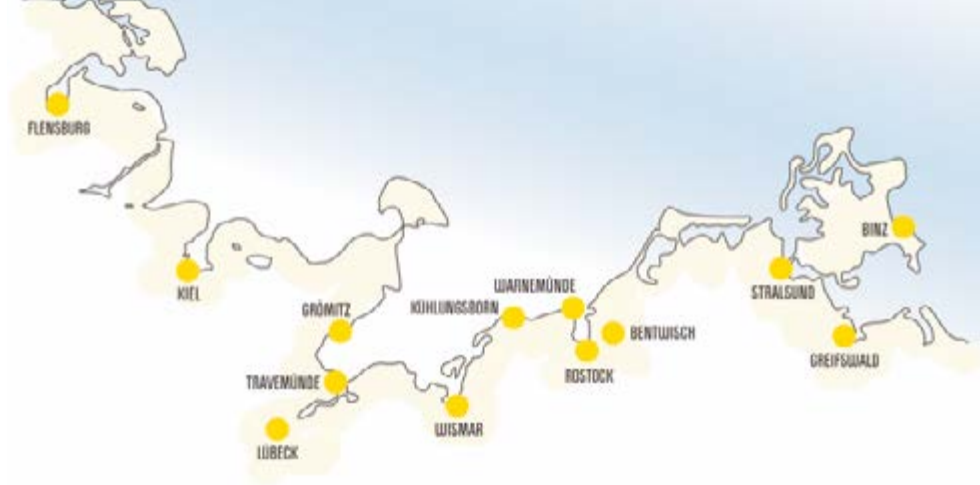 FLENSBURG
BINZ
KIEL
STRALSUND
WARNEMÜNDE
GRÖMITZ
KÜHLUNGSBORN
BENTWISCH
GREIFSWALD
ROSTOCK
TRAVEMÜNDE
WISMAR
LÜBECK